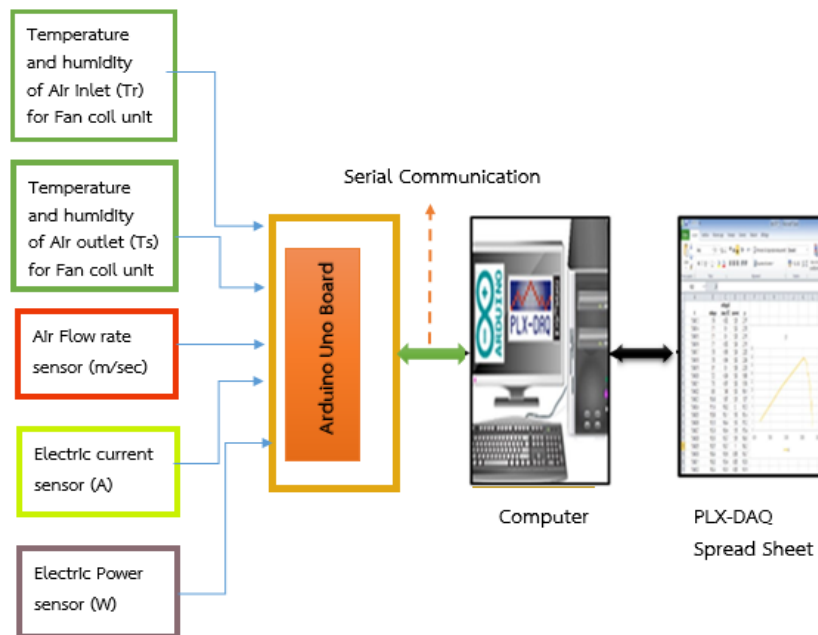 Temperature
and humidity
of Air Inlet (Tr)
for Fan coil unit
Temperature
and humidity
of Air outlet (Ts)
for Fan coil unit
Air Flow rate
sensor (m/sec)
Electric current
sensor (A)
Electric Power
sensor (W)
Arduino Uno Board
Serial Communication
ARDUINO
PLX-DAQ
Computer
PLX-DAQ
Spread Sheet